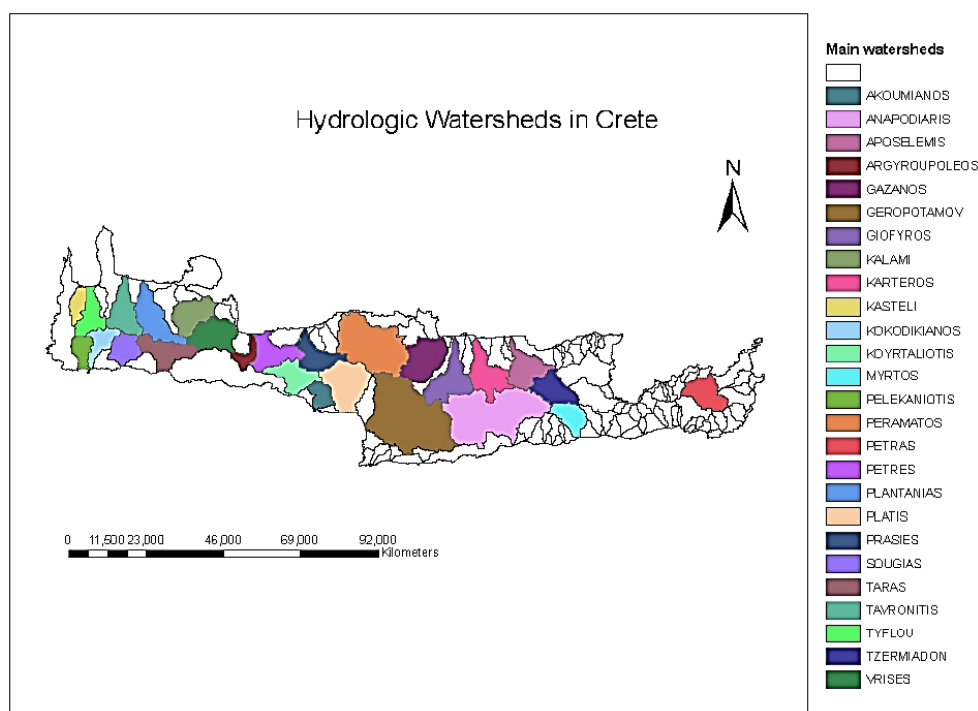 Hydrologic Watersheds in Crete
N
0 11,500 23,000 46,000 69,000 92,000
Kilometers
Main watersheds
AKOUMIANOS
ANAPODIARIS
APOSELEMIS
ARGYROUPOLEOS
GAZANOS
GEROPOTAMOV
GIOFYROS
KALAMI
KARTEROS
KASTELI
KOKODIKIANOS
KOYRTALIOTIS
MYRTOS
PELEKANIOTIS
PERAMATOS
PETRAS
PETRES
PLANTANIAS
PLATIS
PRASIES
SOUGIAS
TARAS
TAVRONITIS
TYFLOU
TZERMIADON
VRISES